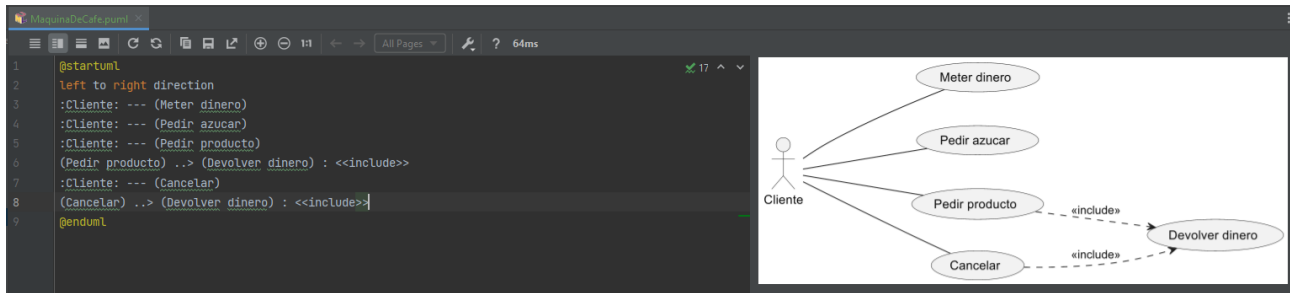 MaquinaDeCafe.puml
1:1 All Pages ? 64ms
17
1 @startuml
2 left to right direction
3 :Cliente: --- (Meter dinero)
4 :Cliente: --- (Pedir azucar)
5 :Cliente: --- (Pedir producto)
6 (Pedir producto) ..> (Devolver dinero) : <<include>>
7 :Cliente: --- (Cancelar)
8 (Cancelar) ..> (Devolver dinero) : <<include>>
9 @enduml
Meter dinero
Pedir azucar
Cliente
Pedir producto
«include»
Devolver dinero
«include»
Cancelar